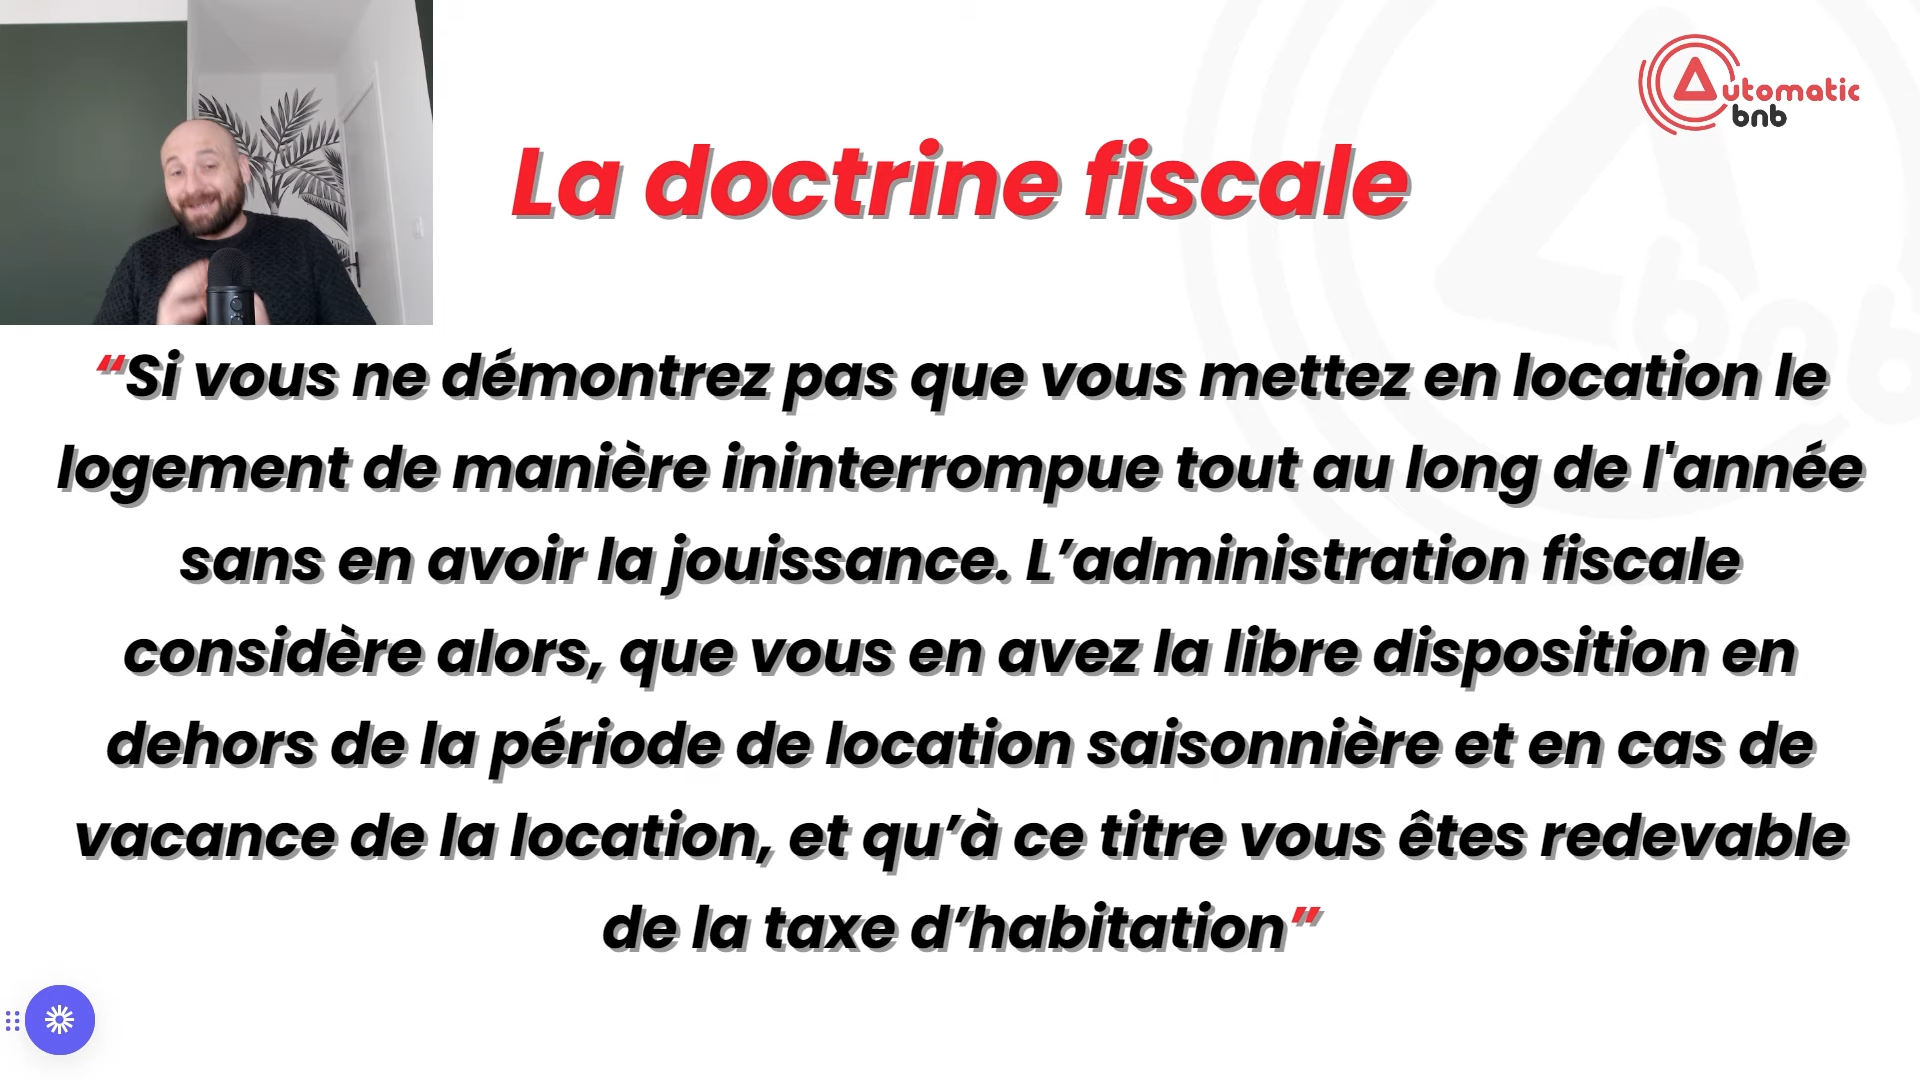 Automatic
bnb
La doctrine fiscale
“Si vous ne démontrez pas que vous mettez en location le
logement de manière ininterrompue tout au long de l'année
sans en avoir la jouissance. L’administration fiscale
considère alors, que vous en avez la libre disposition en
dehors de la période de location saisonnière et en cas de
vacance de la location, et qu’à ce titre vous êtes redevable
de la taxe d’habitation”
bnb